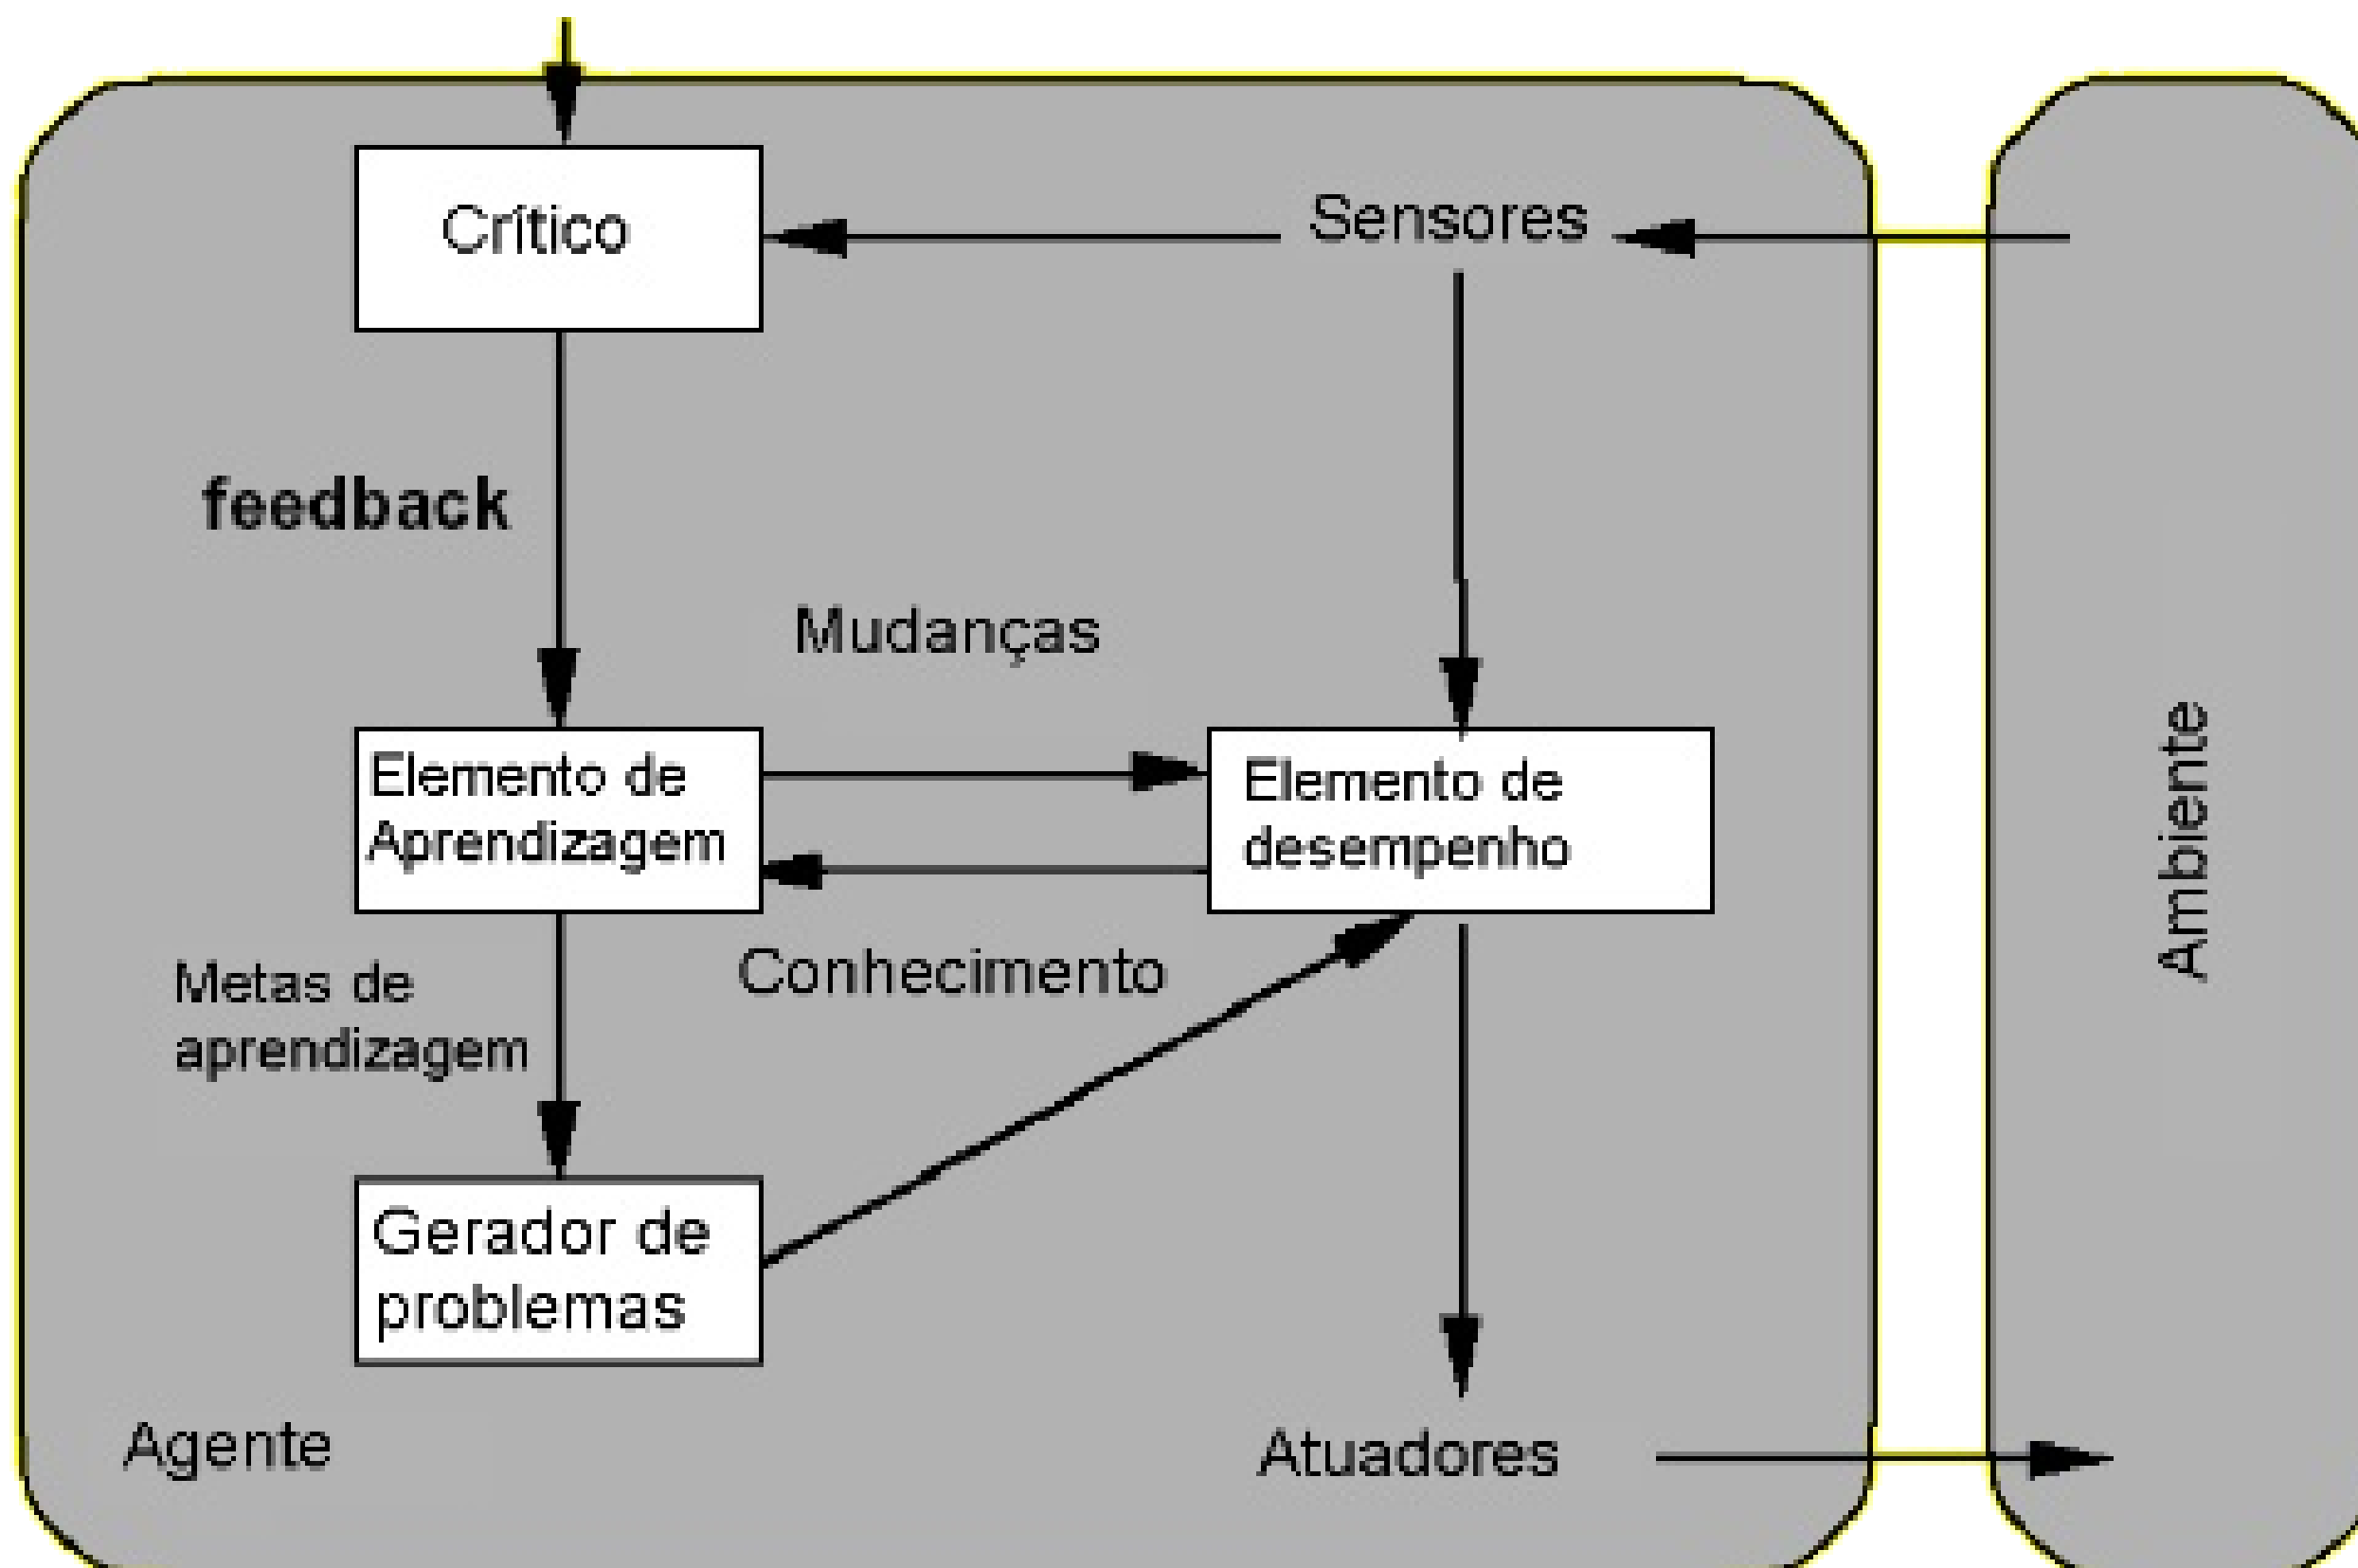 Crítico
Sensores
feedback
Mudanças
Elemento de
Aprendizagem
Elemento de
desempenho
Ambiente
Metas de
aprendizagem
Conhecimento
Gerador de
problemas
Agente
Atuadores